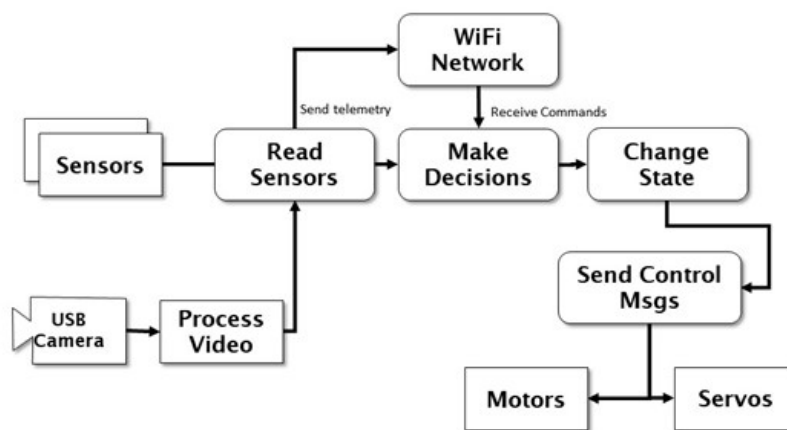 WiFi
Network
Send telemetry
Receive Commands
Sensors
Read
Sensors
Make
Decisions
Change
State
USB
Camera
Process
Video
Send Control
Msgs
Motors
Servos